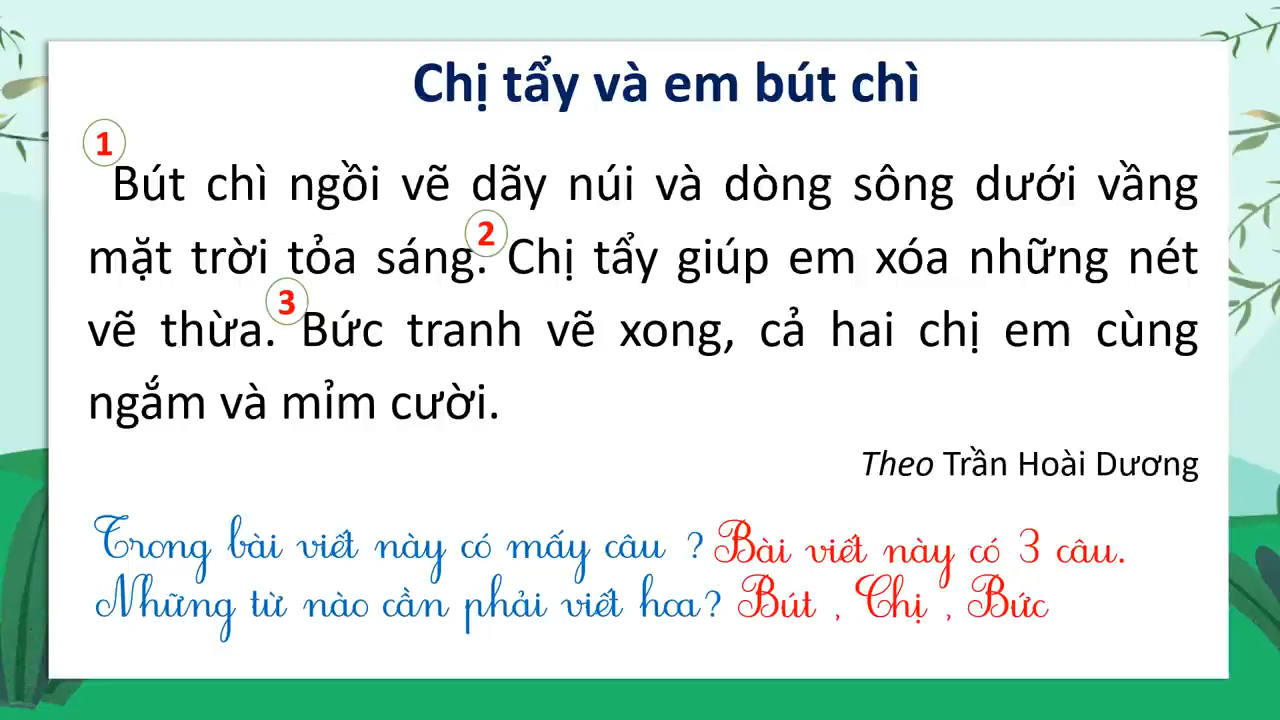 Chị tẩy và em bút chì
1
Bút chì ngồi vẽ dãy núi và dòng sông dưới vầng
mặt trời tỏa sáng. 2 Chị tẩy giúp em xóa những nét
vẽ thừa. 3 Bức tranh vẽ xong, cả hai chị em cùng
ngắm và mỉm cười.
Theo Trần Hoài Dương
Trong bài viết này có mấy câu ? Bài viết này có 3 câu.
Những từ nào cần phải viết hoa? Bút , Chị , Bức